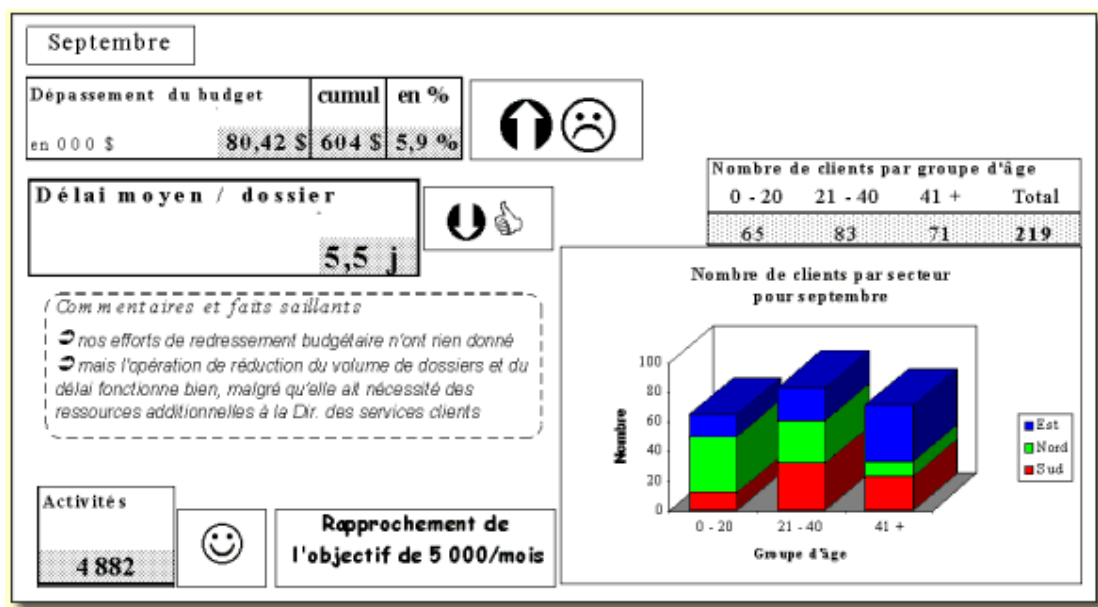 Septembre
Dépassement du budget cumul en %
en 000 $ 80,42 $ 604 $ 5,9 %
Nombre de clients par groupe d'âge
0 - 20 21 - 40 41 + Total
65 83 71 219
Délai moyen / dossier
5,5 j
Commentaires et faits saillants
nos efforts de redressement budgétaire n'ont rien donné
mais l'opération de réduction du volume de dossiers et du
délai fonctionne bien, malgré qu'elle ait nécessité des
ressources additionnelles à la Dir. des services clients
Nombre de clients par secteur
pour septembre
Nombre
100
80
60
40
20
0
0 - 20 21 - 40 41 +
Groupe d'âge
Est
Nord
Sud
Activités
4 882
Rapprochement de
l'objectif de 5 000/mois